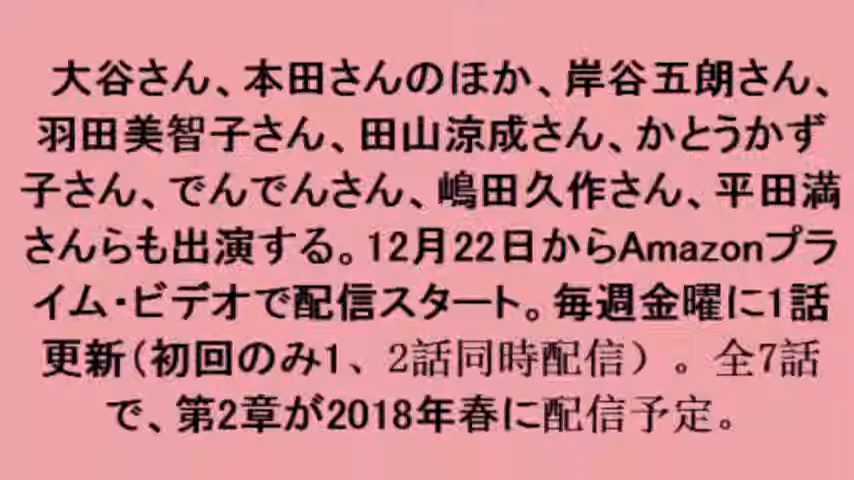 大谷さん、本田さんのほか、岸谷五朗さん、
羽田美智子さん、田山涼成さん、かとうかず
子さん、でんでんさん、嶋田久作さん、平田満
さんらも出演する。12月22日からAmazonプラ
イム・ビデオで配信スタート。毎週金曜に1話
更新（初回のみ1、2話同時配信）。全7話
で、第2章が2018年春に配信予定。